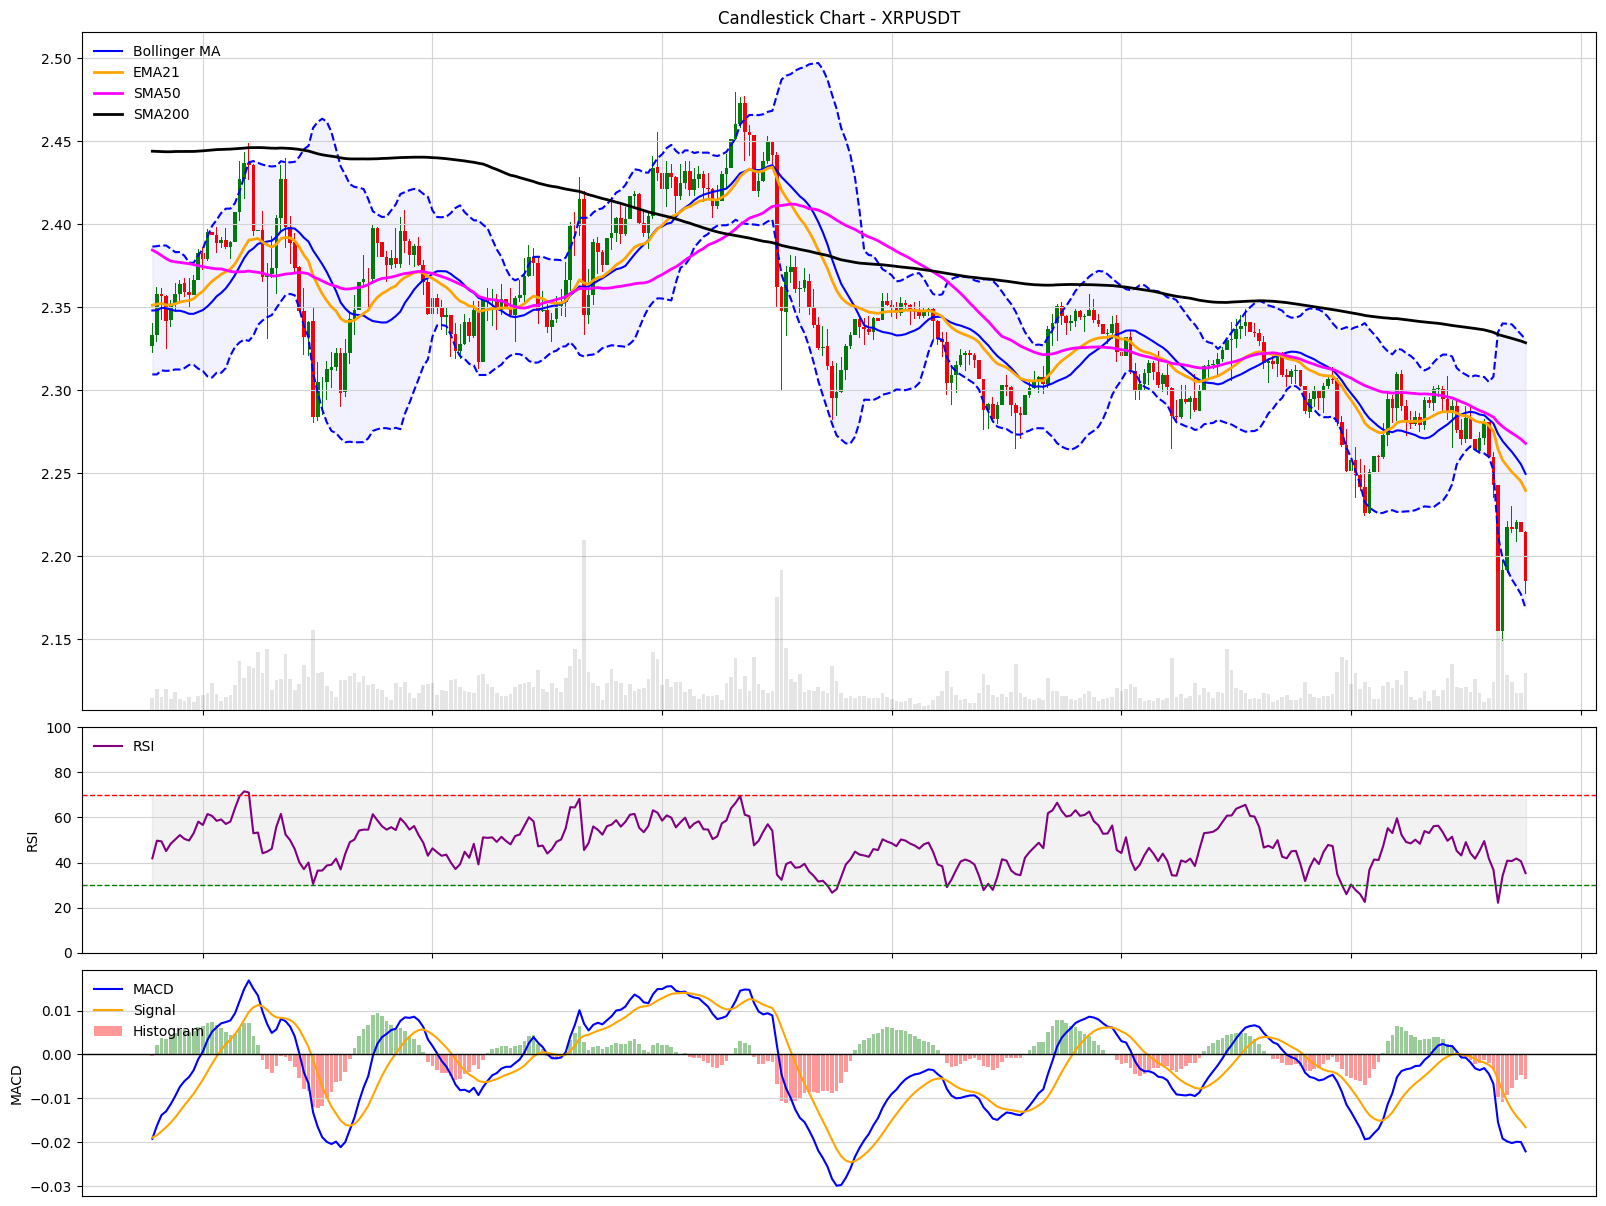 Candlestick Chart - XRPUSDT
Bollinger MA
EMA21
SMA50
SMA200
2.50
2.45
2.40
2.35
2.30
2.25
2.20
2.15
RSI
RSI
100
80
60
40
20
0
MACD
Signal
Histogram
MACD
0.01
0.00
−0.01
−0.02
−0.03